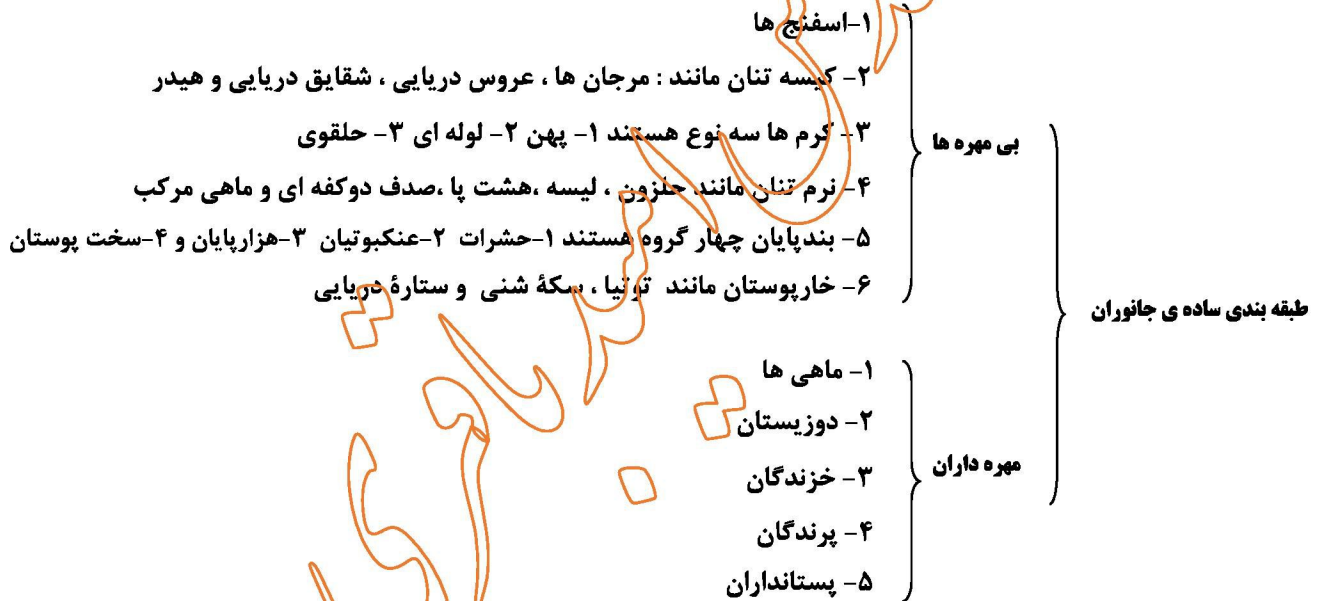 طبقه بندی ساده ی جانوران
بی مهره ها
۱-اسفنج ها
۲- کیسه تنان مانند : مرجان ها ، عروس دریایی ، شقایق دریایی و هیدر
۳- کرم ها سه نوع هستند ۱- پهن ۲- لوله ای ۳- حلقوی
۴- نرم تنان مانند حلزون ، لیسه ،هشت پا ،صدف دوکفه ای و ماهی مرکب
۵- بندپایان چهار گروه هستند ۱-حشرات ۲-عنکبوتیان ۳-هزارپایان و ۴-سخت پوستان
۶- خارپوستان مانند توتیا ، سکهٔ شنی و ستارهٔ دریایی
مهره داران
۱- ماهی ها
۲- دوزیستان
۳- خزندگان
۴- پرندگان
۵- پستانداران